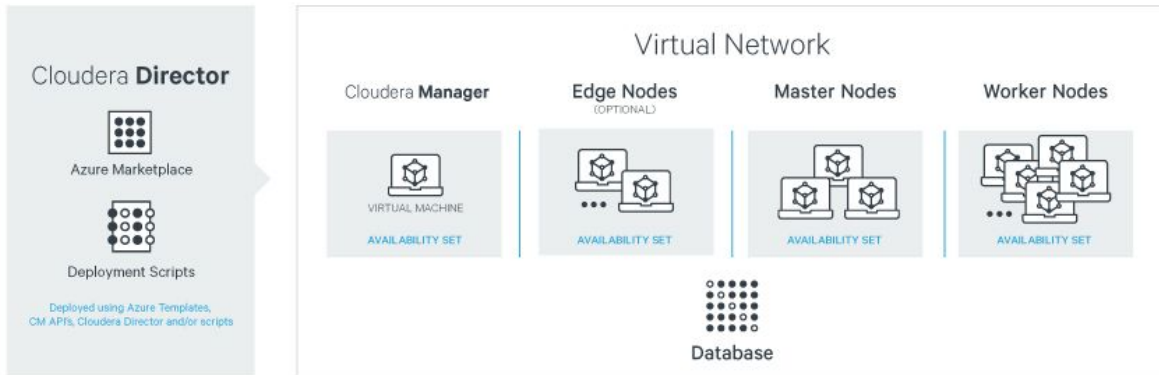 Cloudera Director
Azure Marketplace
Deployment Scripts
Deployed using Azure Templates,
CM API's, Cloudera Director and/or scripts
Virtual Network
Cloudera Manager
VIRTUAL MACHINE
AVAILABILITY SET
Edge Nodes
(OPTIONAL)
AVAILABILITY SET
Master Nodes
AVAILABILITY SET
Worker Nodes
AVAILABILITY SET
Database